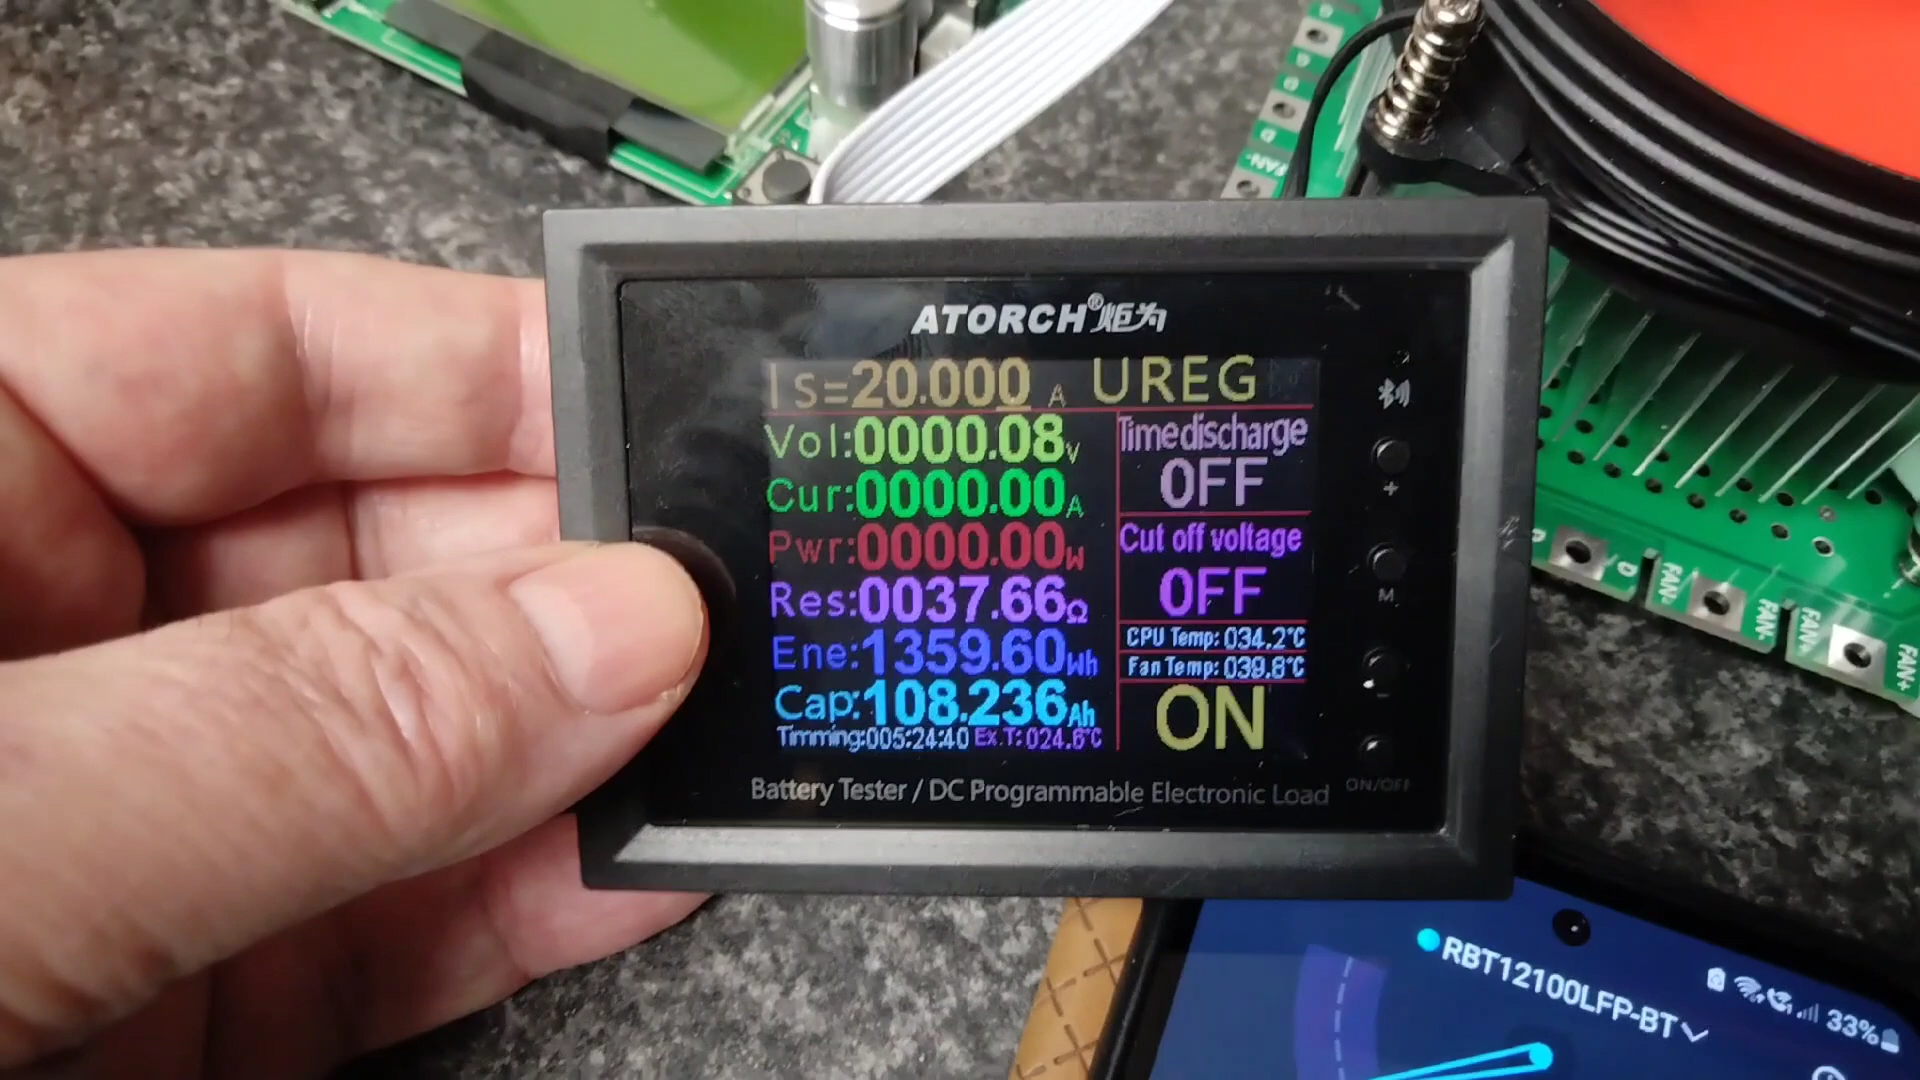 ATORCH®炬为
Is=20.000 A UREG
Vol:0000.08V
Cur:0000.00A
Pwr:0000.00W
Res:0037.66Ω
Ene:1359.60Wh
Cap:108.236Ah
Timming:005:24:40 Ex.T:024.6℃
Timedischarge
OFF
Cut off voltage
OFF
CPU Temp:034.2℃
Fan Temp:039.8℃
ON
+
M
-
ON/OFF
Battery Tester / DC Programmable Electronic Load
RBT12100LFP-BT
33%
FAN-
D
D
D
D
D
FAN-
FAN-
FAN+
FAN+